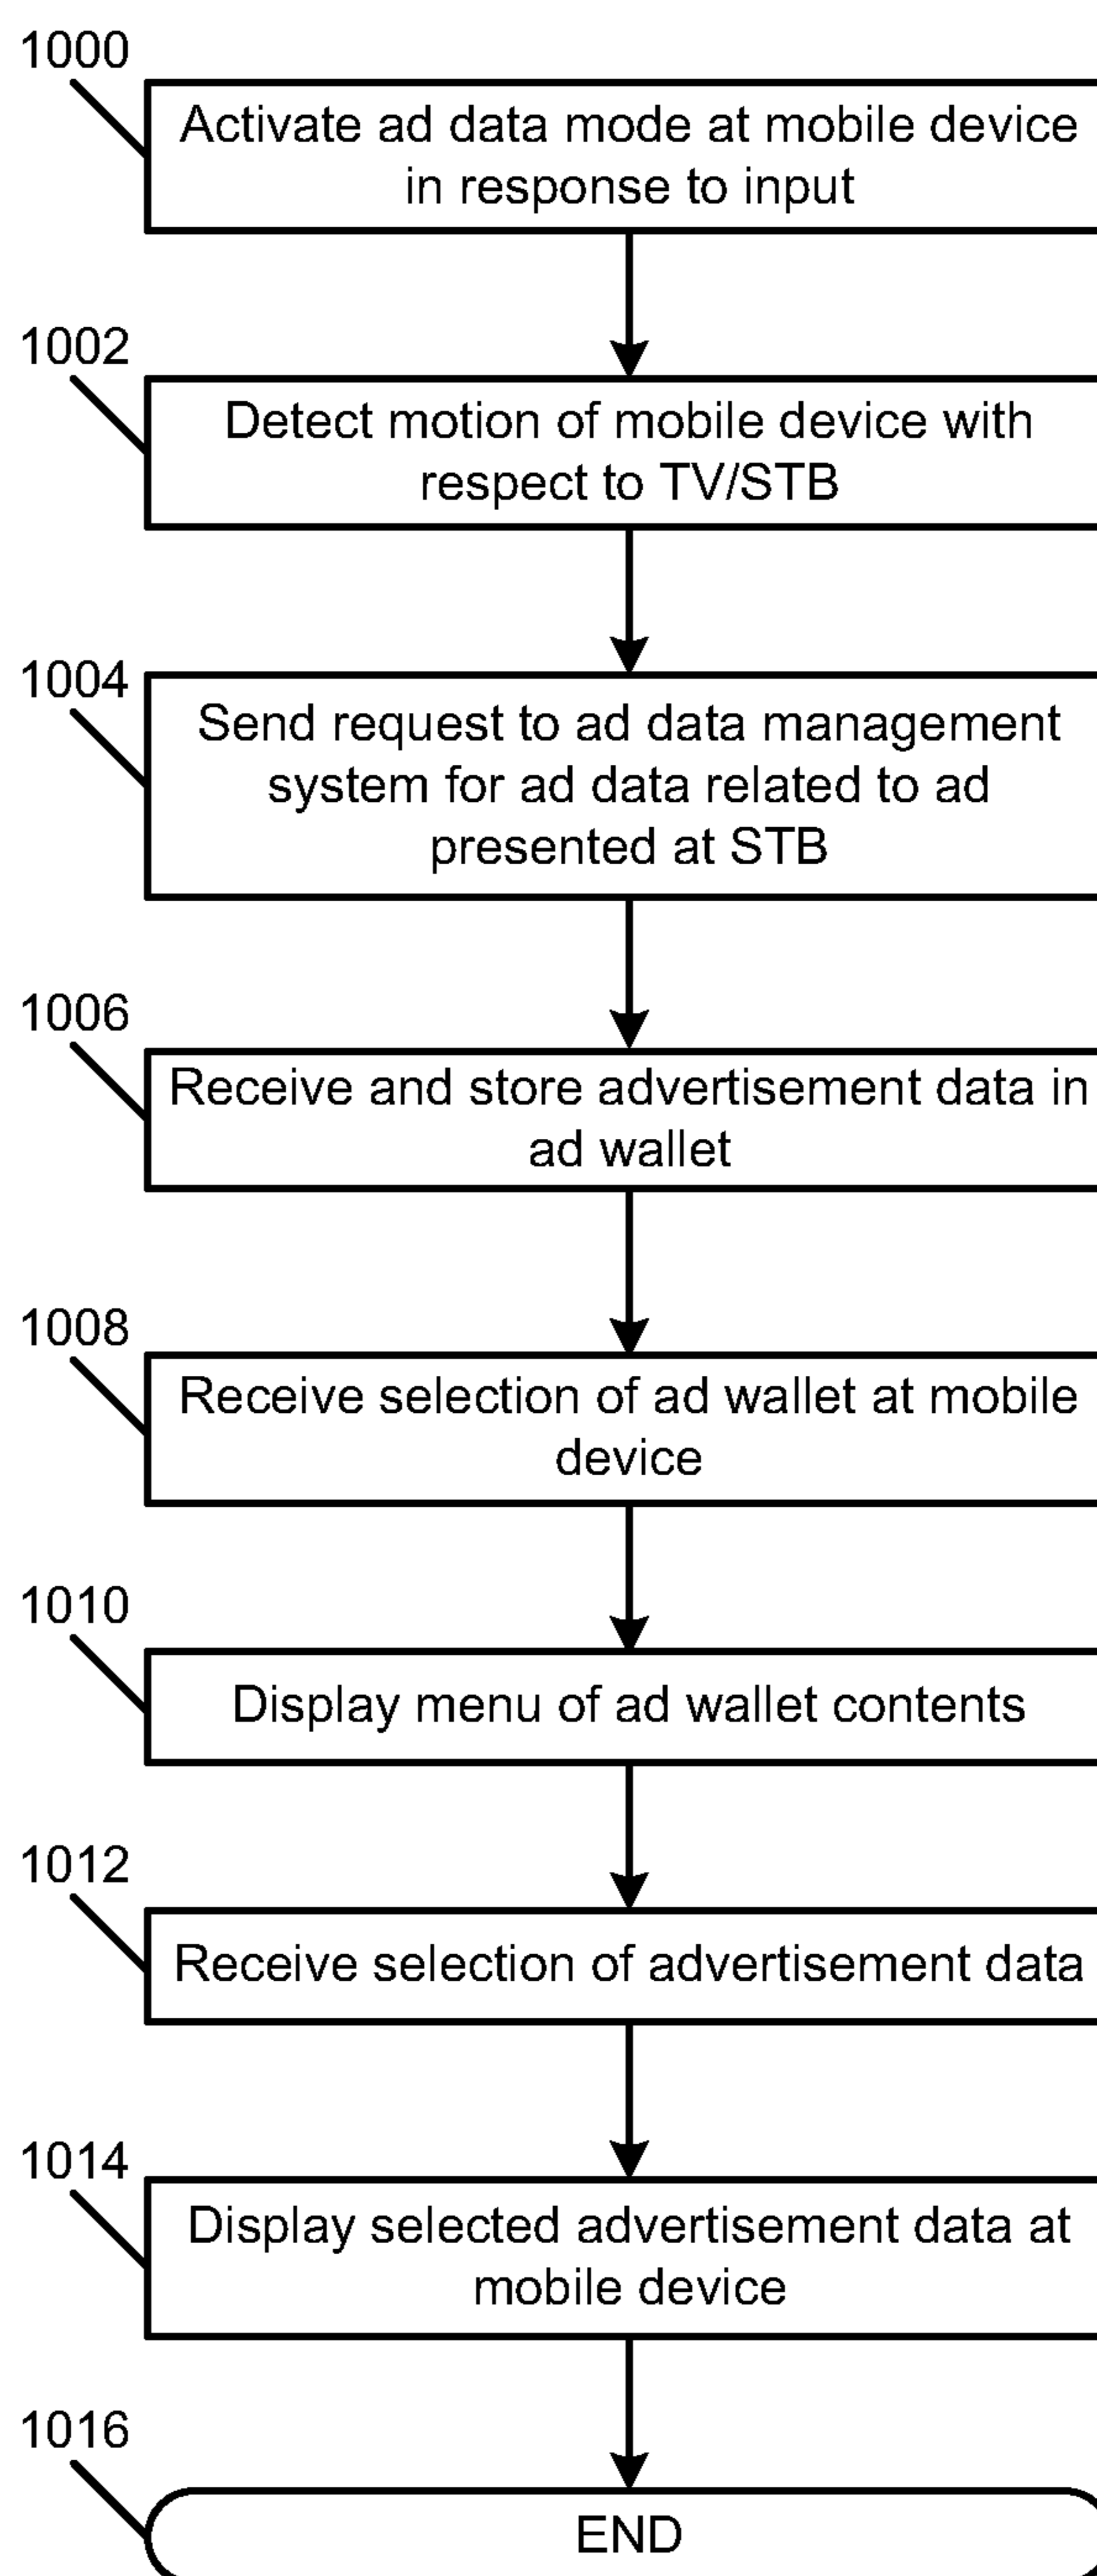 1000
Activate ad data mode at mobile device
in response to input
1002
Detect motion of mobile device with
respect to TV/STB
1004
Send request to ad data management
system for ad data related to ad
presented at STB
1006
Receive and store advertisement data in
ad wallet
1008
Receive selection of ad wallet at mobile
device
1010
Display menu of ad wallet contents
1012
Receive selection of advertisement data
1014
Display selected advertisement data at
mobile device
1016
END